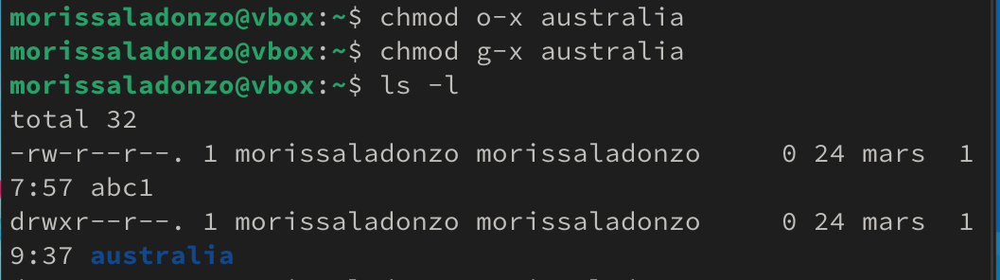 morissaladonzo@vbox:~$ chmod o-x australia
morissaladonzo@vbox:~$ chmod g-x australia
morissaladonzo@vbox:~$ ls -l
total 32
-rw-r--r--. 1 morissaladonzo morissaladonzo     0 24 mars  1
7:57 abc1
drwxr--r--. 1 morissaladonzo morissaladonzo     0 24 mars  1
9:37 australia